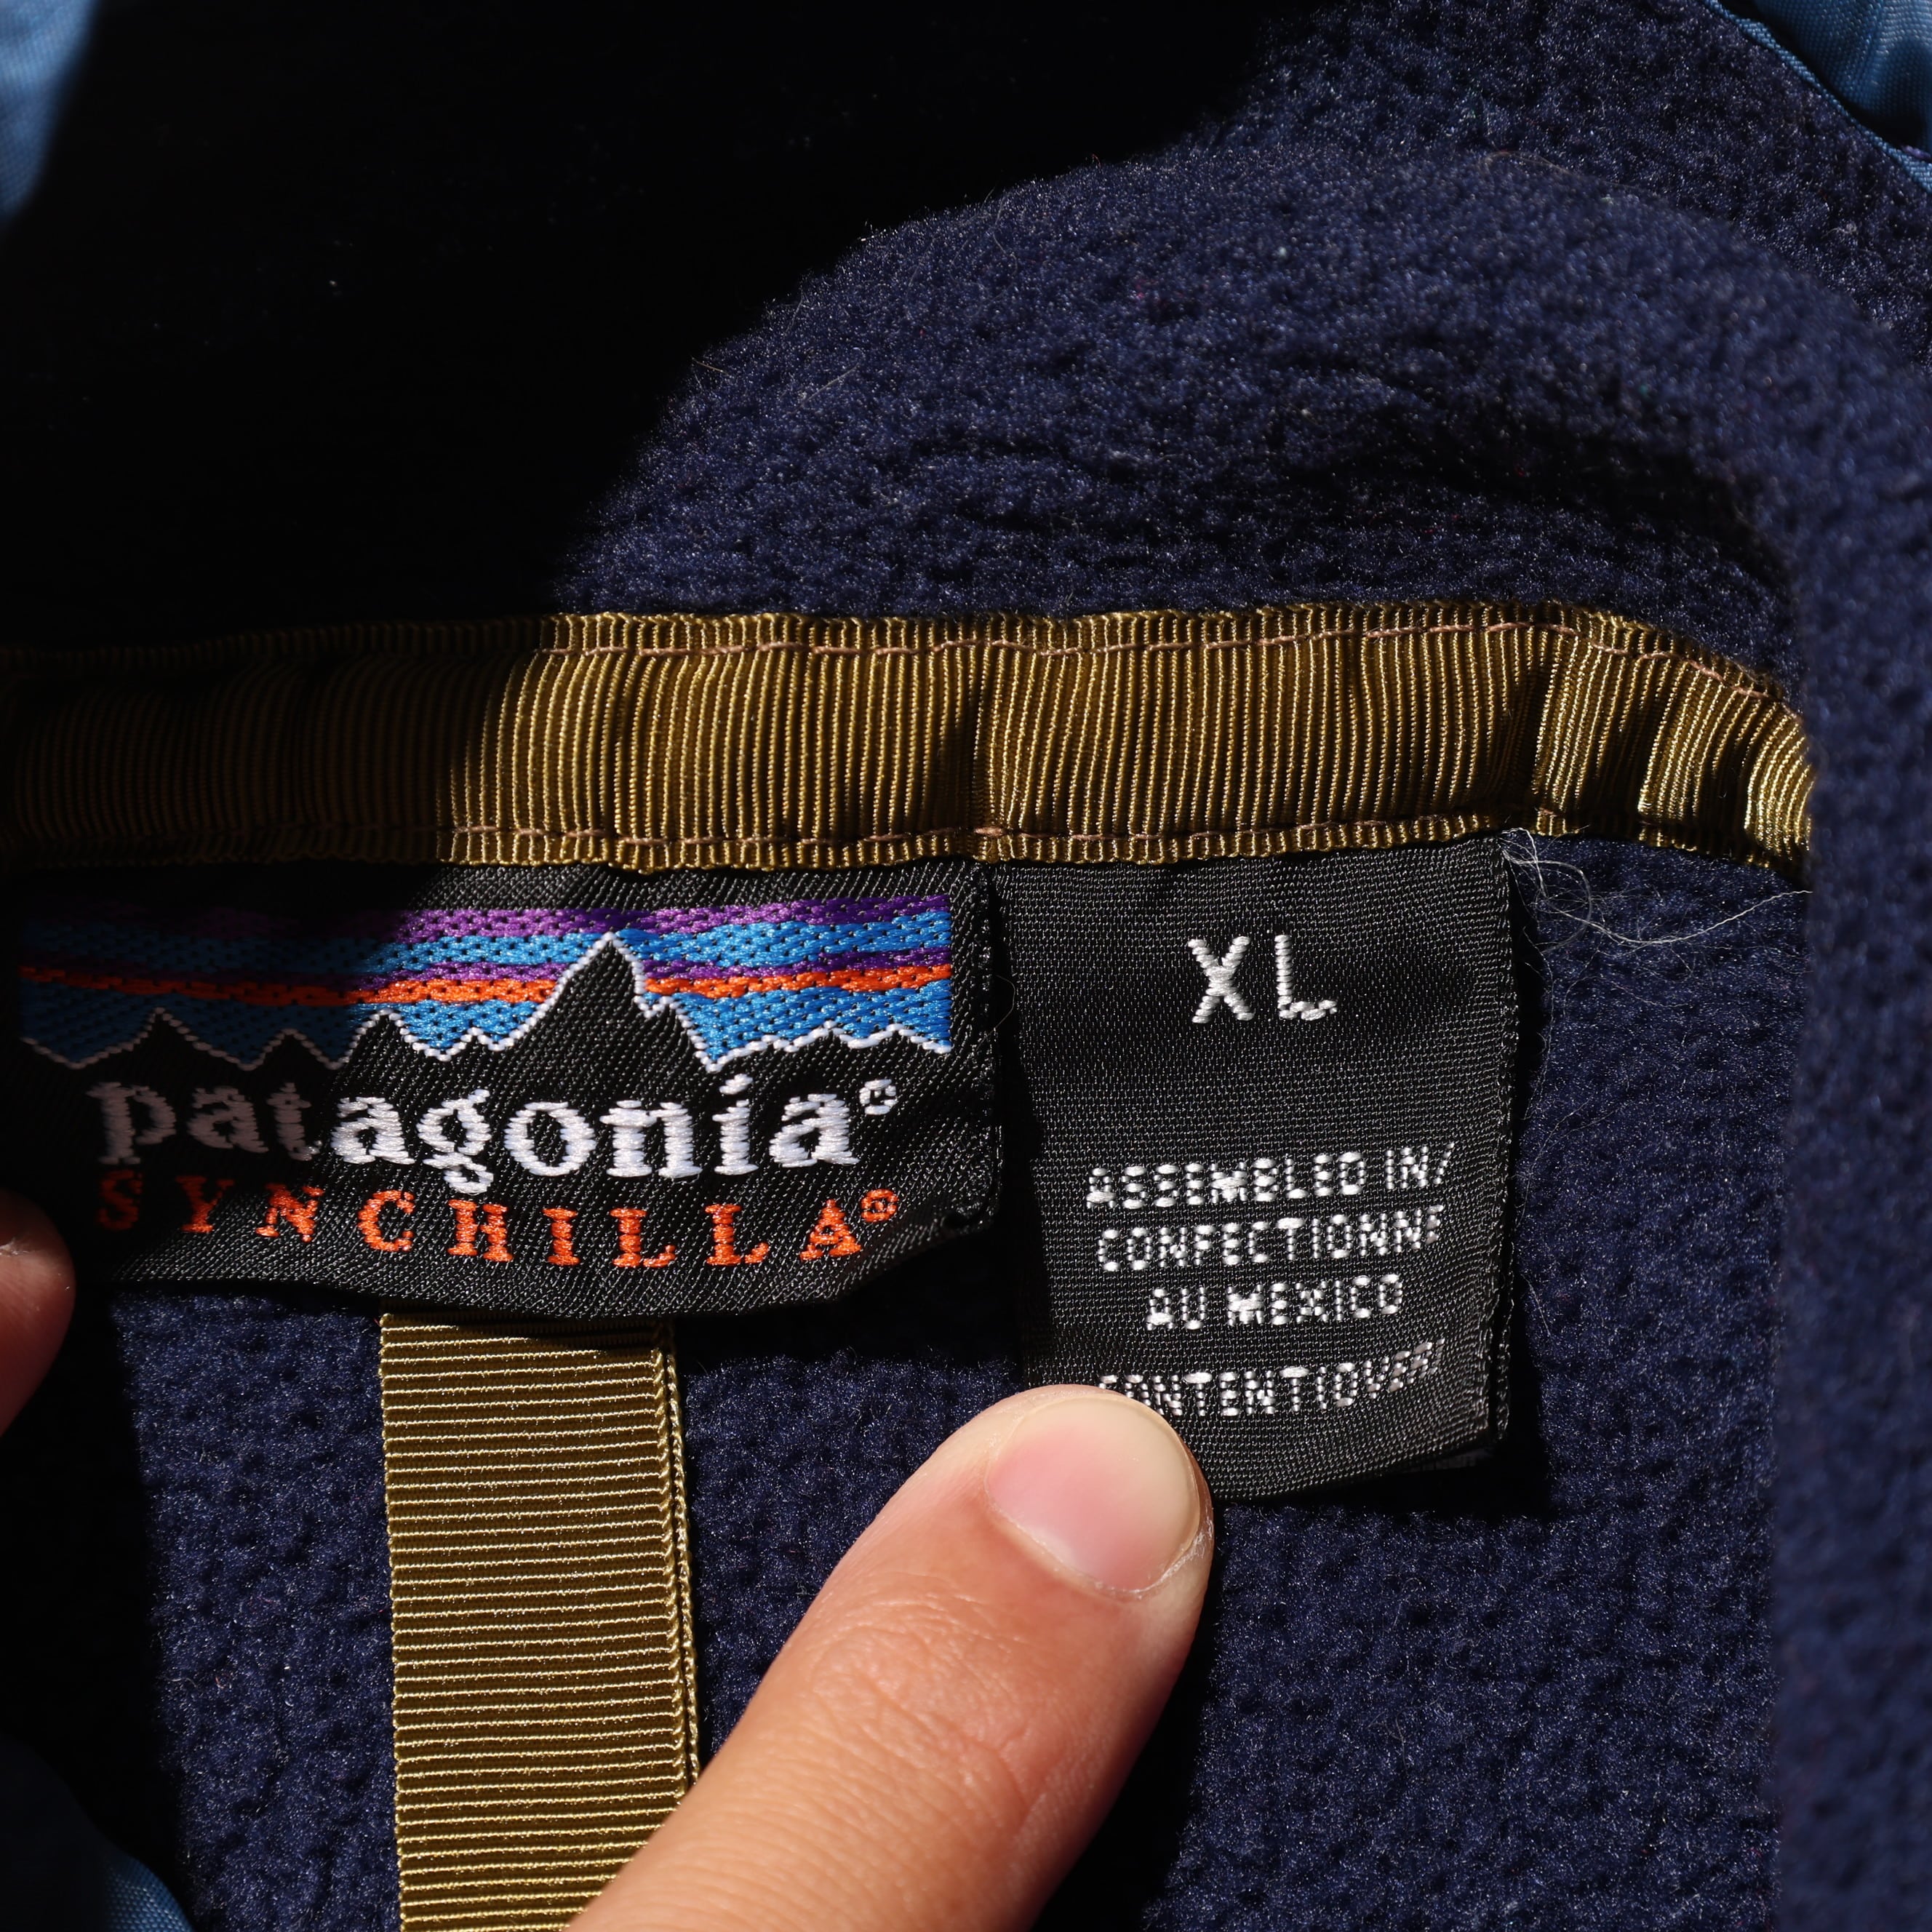 patagonia®
SYNCHILLA®
XL
ASSEMBLED IN/
CONFECTIONNE
AU MEXICO